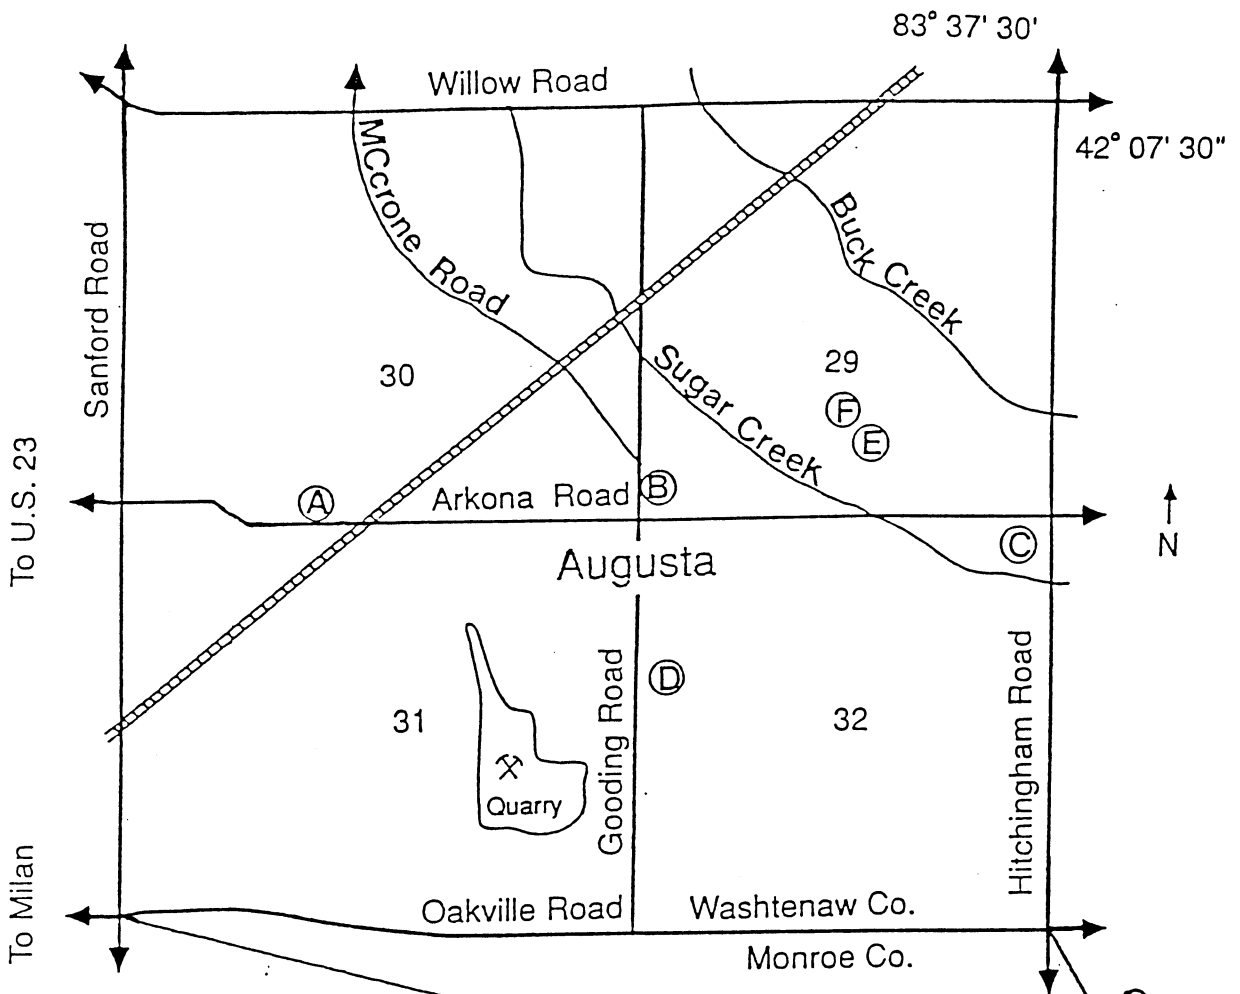 83° 37' 30'
Willow Road
42° 07' 30"
MCcrone Road
Buck Creek
Sanford Road
29
30
Sugar Creek
F
E
To U.S. 23
A
Arkona Road
B
N
C
Augusta
D
31
32
Gooding Road
Hitchingham Road
Quarry
To Milan
Oakville Road
Washtenaw Co.
Monroe Co.